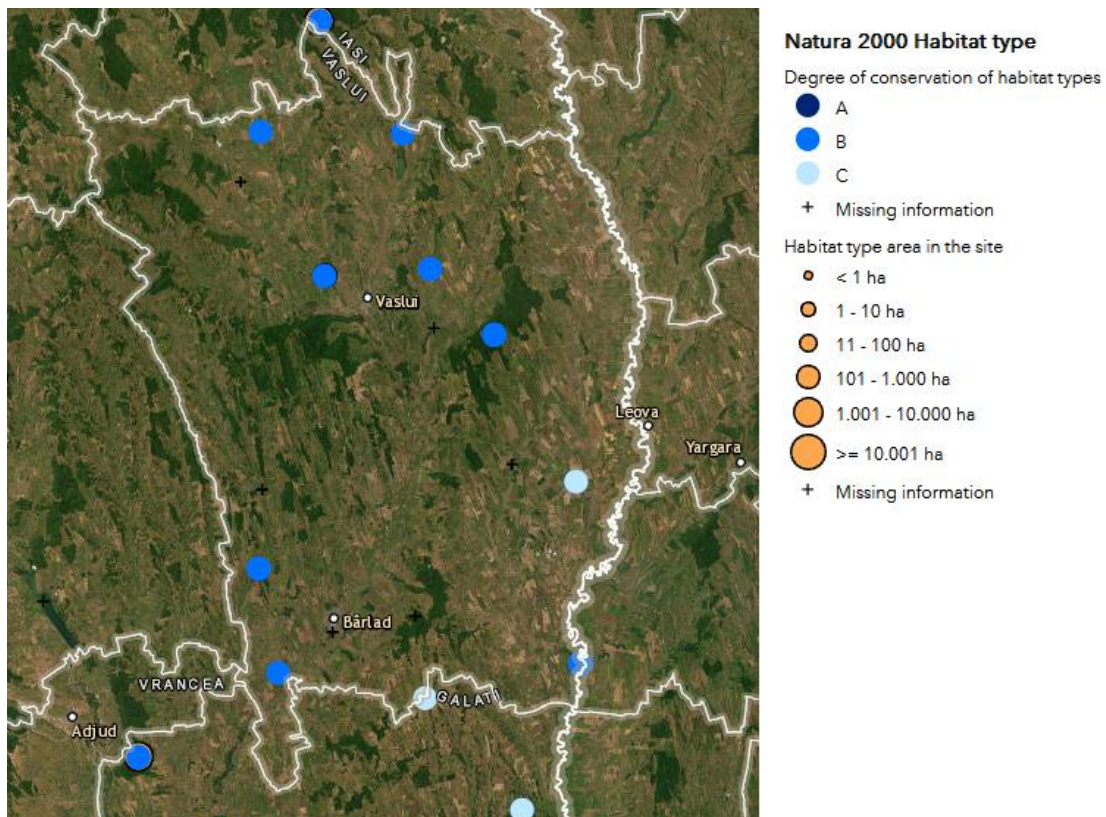 IASI
VASLUI
Vaslui
Leova
Yargara
Bârlad
VRANCEA
GALATI
Adjud
Natura 2000 Habitat type
Degree of conservation of habitat types
A
B
C
Missing information
Habitat type area in the site
< 1 ha
1 - 10 ha
11 - 100 ha
101 - 1.000 ha
1.001 - 10.000 ha
>= 10.001 ha
Missing information